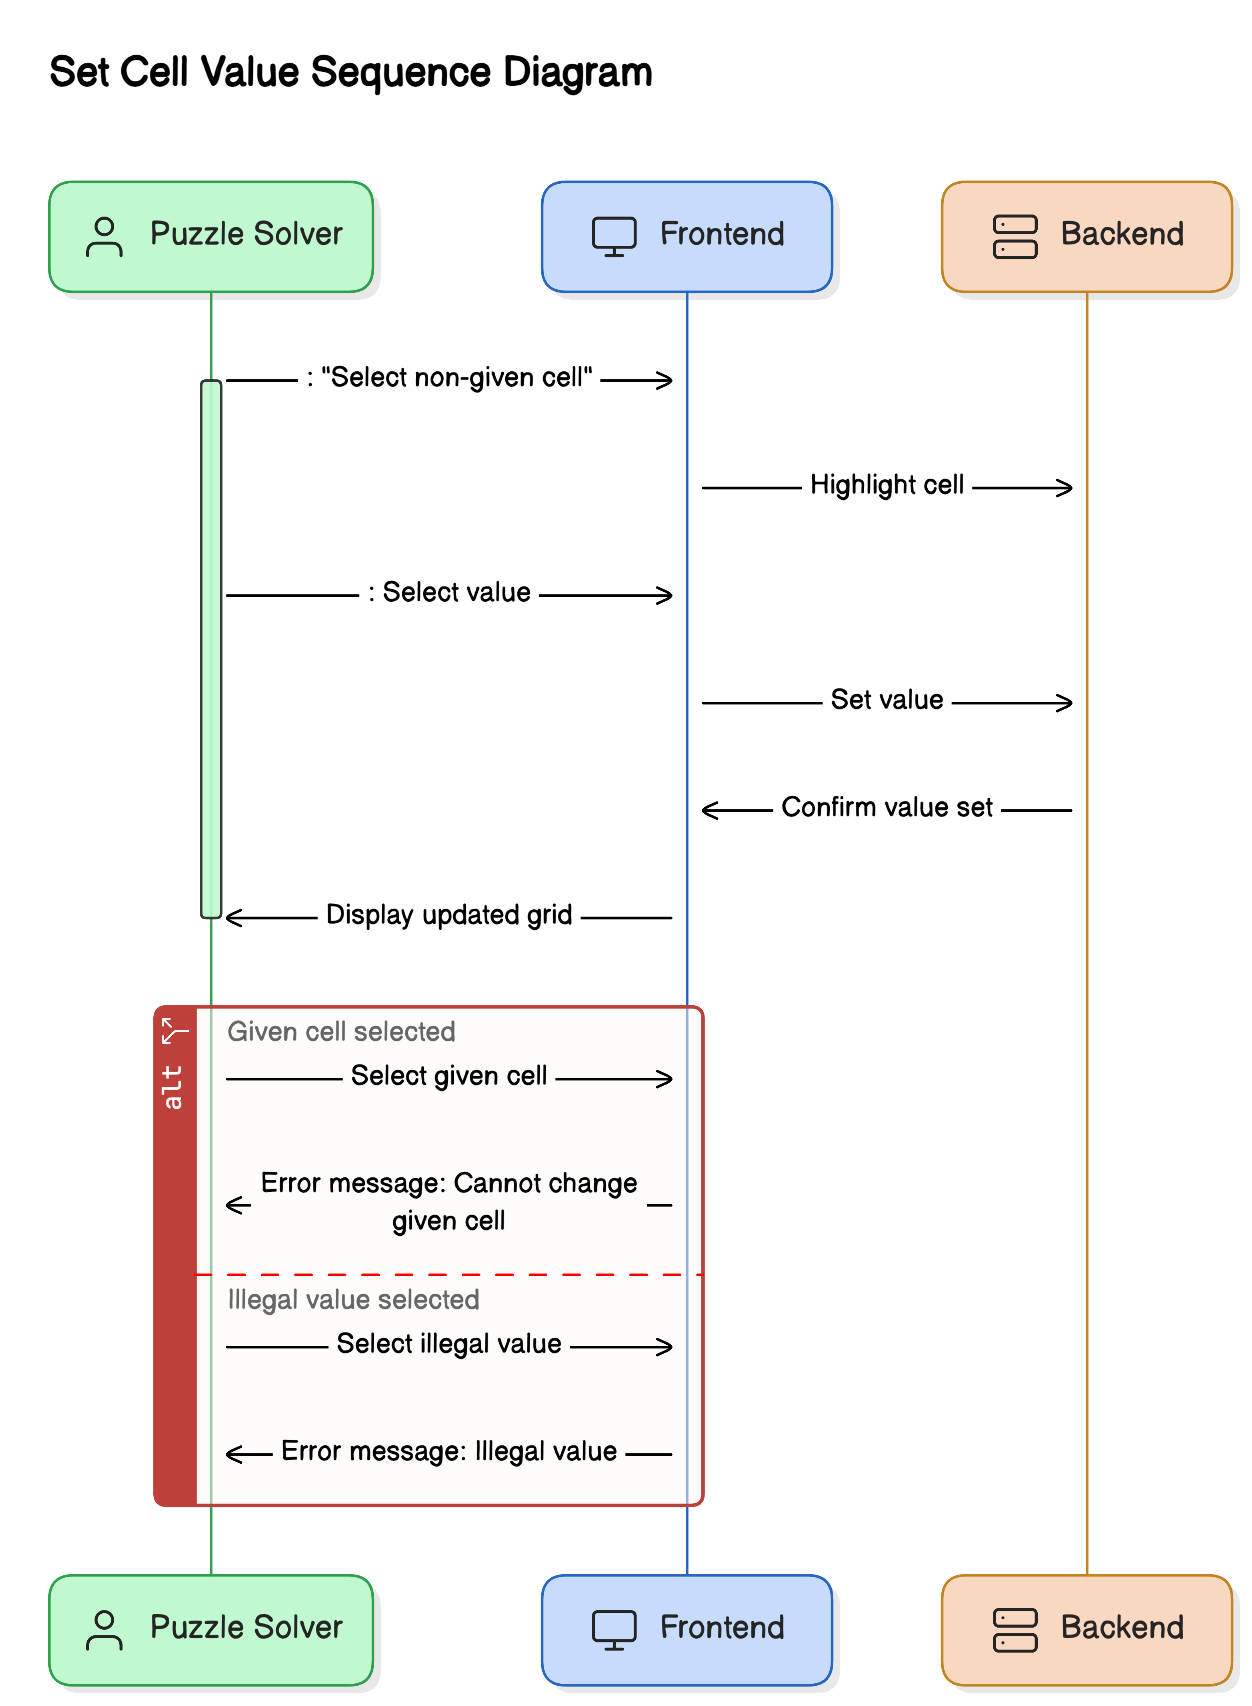 Set Cell Value Sequence Diagram
Puzzle Solver
Frontend
Backend
: "Select non-given cell"
Highlight cell
: Select value
Set value
Confirm value set
Display updated grid
alt
Given cell selected
Select given cell
Error message: Cannot change
given cell
Illegal value selected
Select illegal value
Error message: Illegal value
Puzzle Solver
Frontend
Backend